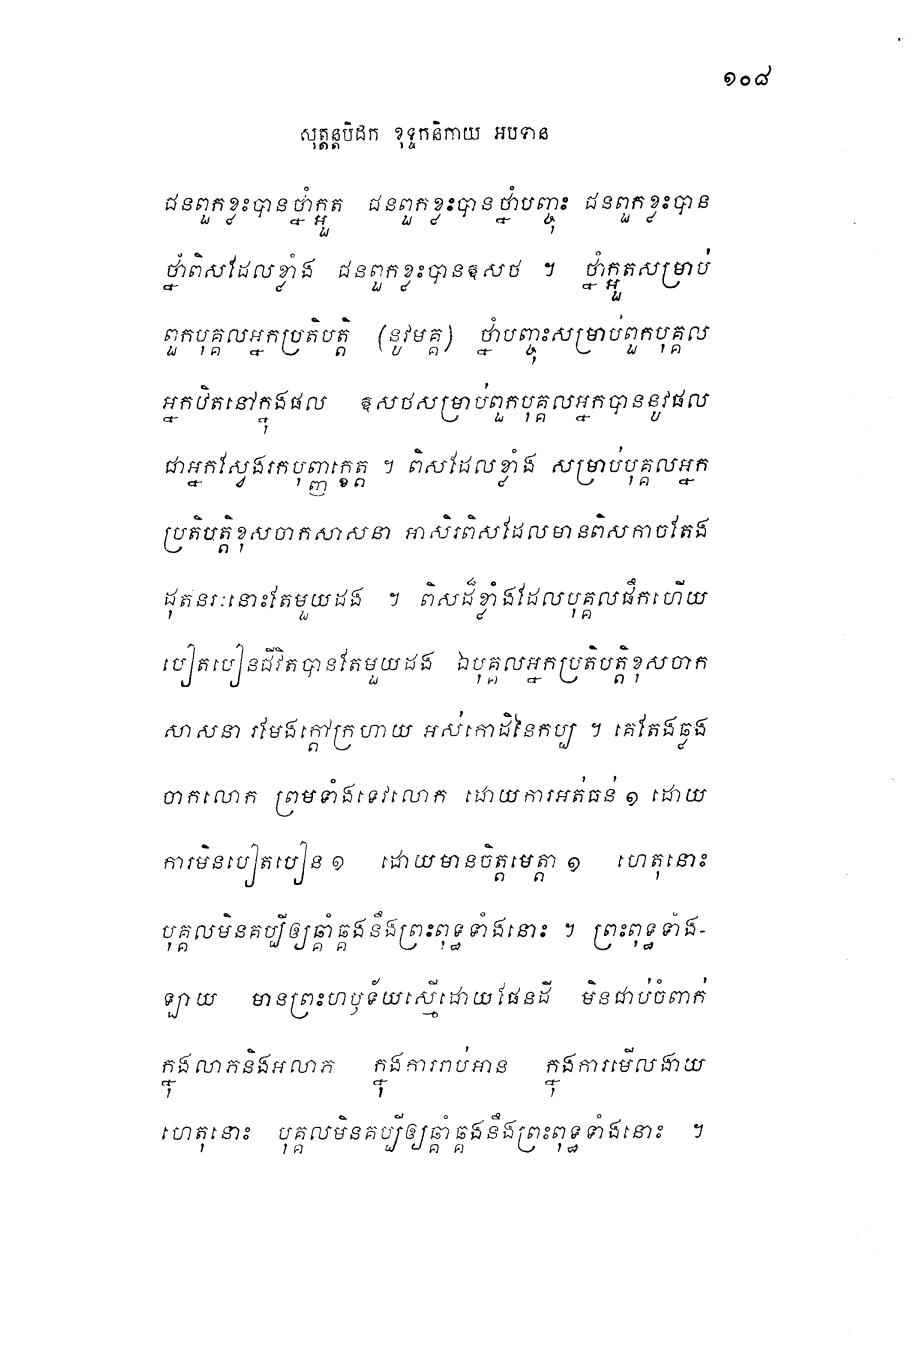 ១០៨
សុត្តន្តបិដក ខុទ្ទកនិកាយ អបទាន
ជនពួកខ្លះបានថ្នាំក្អួត ជនពួកខ្លះបានថ្នាំបញ្ចុះ ជនពួកខ្លះបាន
ថ្នាំពិសដែលខ្លាំង ជនពួកខ្លះបានឱសថ ។ ថ្នាំក្អួតសម្រាប់
ពួកបុគ្គលអ្នកប្រតិបត្តិ (នូវមគ្គ) ថ្នាំបញ្ចុះសម្រាប់ពួកបុគ្គល
អ្នកឋិតនៅក្នុងផល ឱសថសម្រាប់ពួកបុគ្គលអ្នកបាននូវផល
ជាអ្នកស្វែងរកបុញ្ញក្ខេត្ត ។ ពិសដែលខ្លាំង សម្រាប់បុគ្គលអ្នក
ប្រតិបត្តិខុសចាកសាសនា អាសិរពិសដែលមានពិសកាចតែង
ដុតនរៈនោះតែមួយដង ។ ពិសដ៏ខ្លាំងដែលបុគ្គលផឹកហើយ
បៀតបៀនជីវិតបានតែមួយដង ឯបុគ្គលអ្នកប្រតិបត្តិខុសចាក
សាសនា រមែងក្តៅក្រហាយ អស់កោដិនៃកប្ប ។ គេតែងឆ្លង
ចាកលោក ព្រមទាំងទេវលោក ដោយការអត់ធន់ ១ ដោយ
ការមិនបៀតបៀន ១ ដោយមានចិត្តមេត្តា ១ ហេតុនោះ
បុគ្គលមិនគប្បីឲ្យឆ្គាំឆ្គងនឹងព្រះពុទ្ធទាំងនោះ ។ ព្រះពុទ្ធទាំង-
ឡាយ មានព្រះហឫទ័យស្មើដោយផែនដី មិនជាប់ចំពាក់
ក្នុងលាភនិងអលាភ ក្នុងការរាប់អាន ក្នុងការមើលងាយ
ហេតុនោះ បុគ្គលមិនគប្បីឲ្យឆ្គាំឆ្គងនឹងព្រះពុទ្ធទាំងនោះ ។